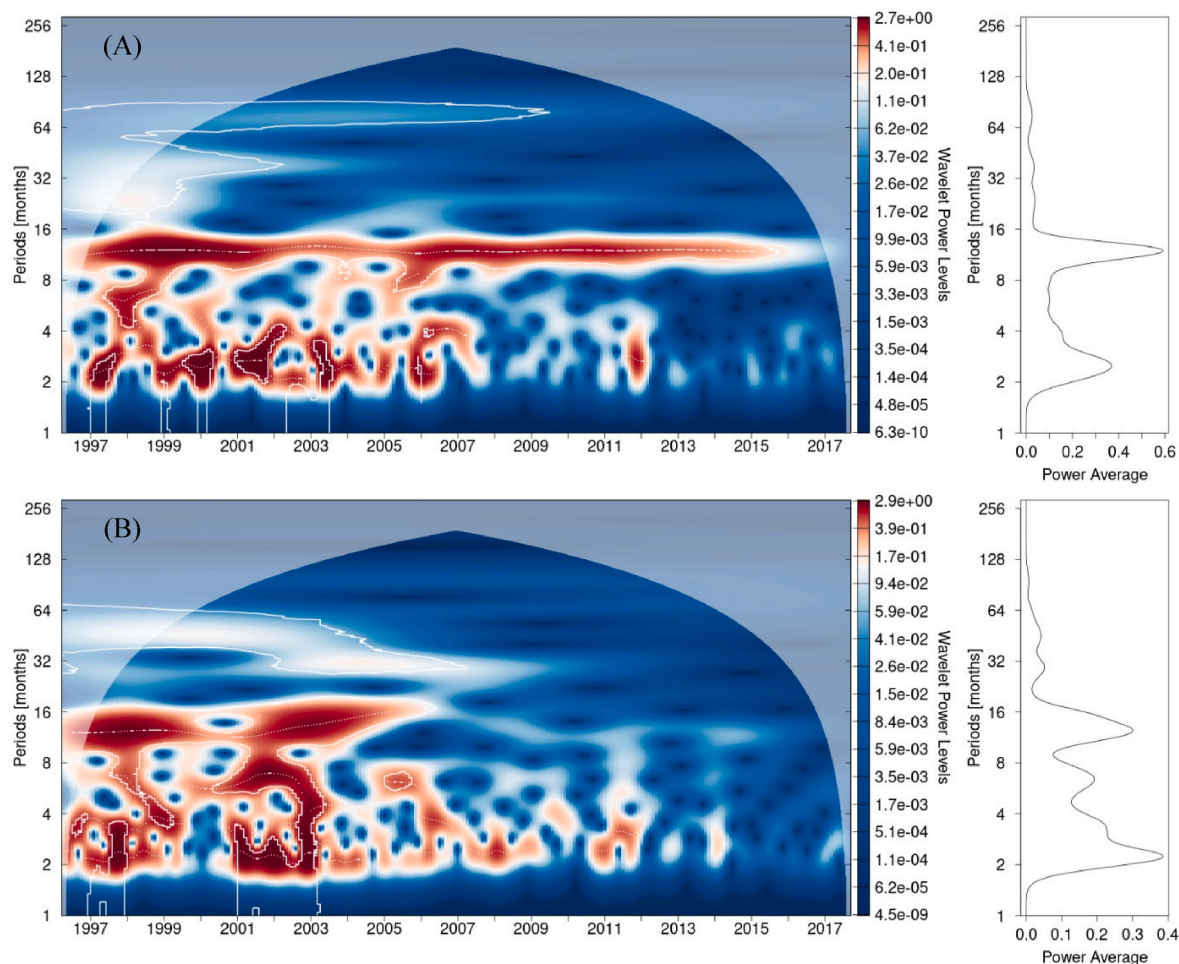 (A)
Periods [months]
256
128
64
32
16
8
4
2
1
1997 1999 2001 2003 2005 2007 2009 2011 2013 2015 2017
2.7e+00
4.1e-01
2.0e-01
1.1e-01
6.2e-02
3.7e-02
2.6e-02
1.7e-02
9.9e-03
5.9e-03
3.3e-03
1.5e-03
3.5e-04
1.4e-04
4.8e-05
6.3e-10
Wavelet Power Levels
Periods [months]
256
128
64
32
16
8
4
2
1
0.0 0.2 0.4 0.6
Power Average
(B)
Periods [months]
256
128
64
32
16
8
4
2
1
1997 1999 2001 2003 2005 2007 2009 2011 2013 2015 2017
2.9e+00
3.9e-01
1.7e-01
9.4e-02
5.9e-02
4.1e-02
2.6e-02
1.5e-02
8.4e-03
5.9e-03
3.5e-03
1.7e-03
5.1e-04
1.1e-04
6.2e-05
4.5e-09
Wavelet Power Levels
Periods [months]
256
128
64
32
16
8
4
2
1
0.0 0.1 0.2 0.3 0.4
Power Average